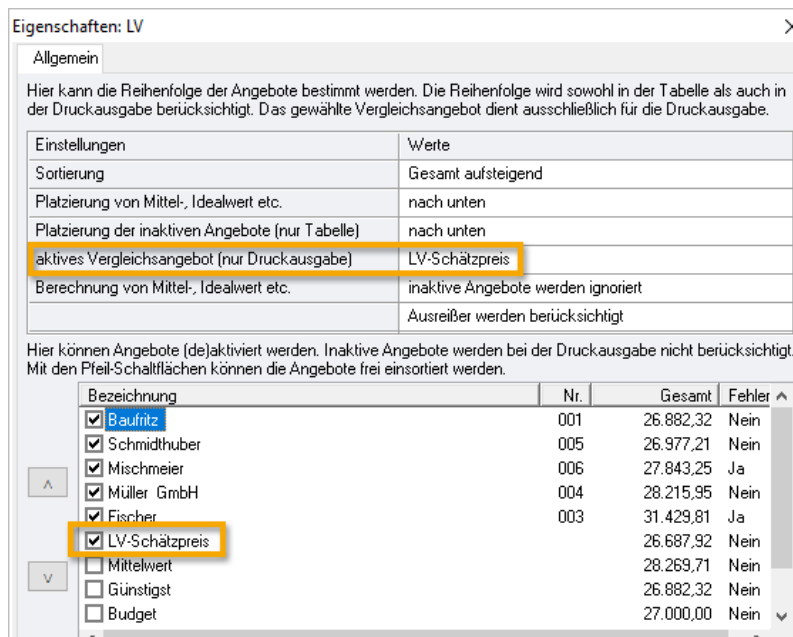 Eigenschaften: LV
Allgemein
Hier kann die Reihenfolge der Angebote bestimmt werden. Die Reihenfolge wird sowohl in der Tabelle als auch in
der Druckausgabe berücksichtigt. Das gewählte Vergleichsangebot dient ausschließlich für die Druckausgabe.
Einstellungen Werte
Sortierung Gesamt aufsteigend
Platzierung von Mittel-, Idealwert etc. nach unten
Platzierung der inaktiven Angebote (nur Tabelle) nach unten
aktives Vergleichsangebot (nur Druckausgabe) LV-Schätzpreis
Berechnung von Mittel-, Idealwert etc. inaktive Angebote werden ignoriert
Ausreißer werden berücksichtigt
Hier können Angebote (de)aktiviert werden. Inaktive Angebote werden bei der Druckausgabe nicht berücksichtigt.
Mit den Pfeil-Schaltflächen können die Angebote frei einsortiert werden.
Bezeichnung Nr. Gesamt Fehler
Baufritz 001 26.882,32 Nein
Schmidthuber 005 26.977,21 Nein
Mischmeier 006 27.843,25 Ja
Müller GmbH 004 28.215,95 Nein
Fischer 003 31.429,81 Ja
LV-Schätzpreis 26.687,92 Nein
Mittelwert 28.269,71 Nein
Günstigst 26.882,32 Nein
Budget 27.000,00 Nein